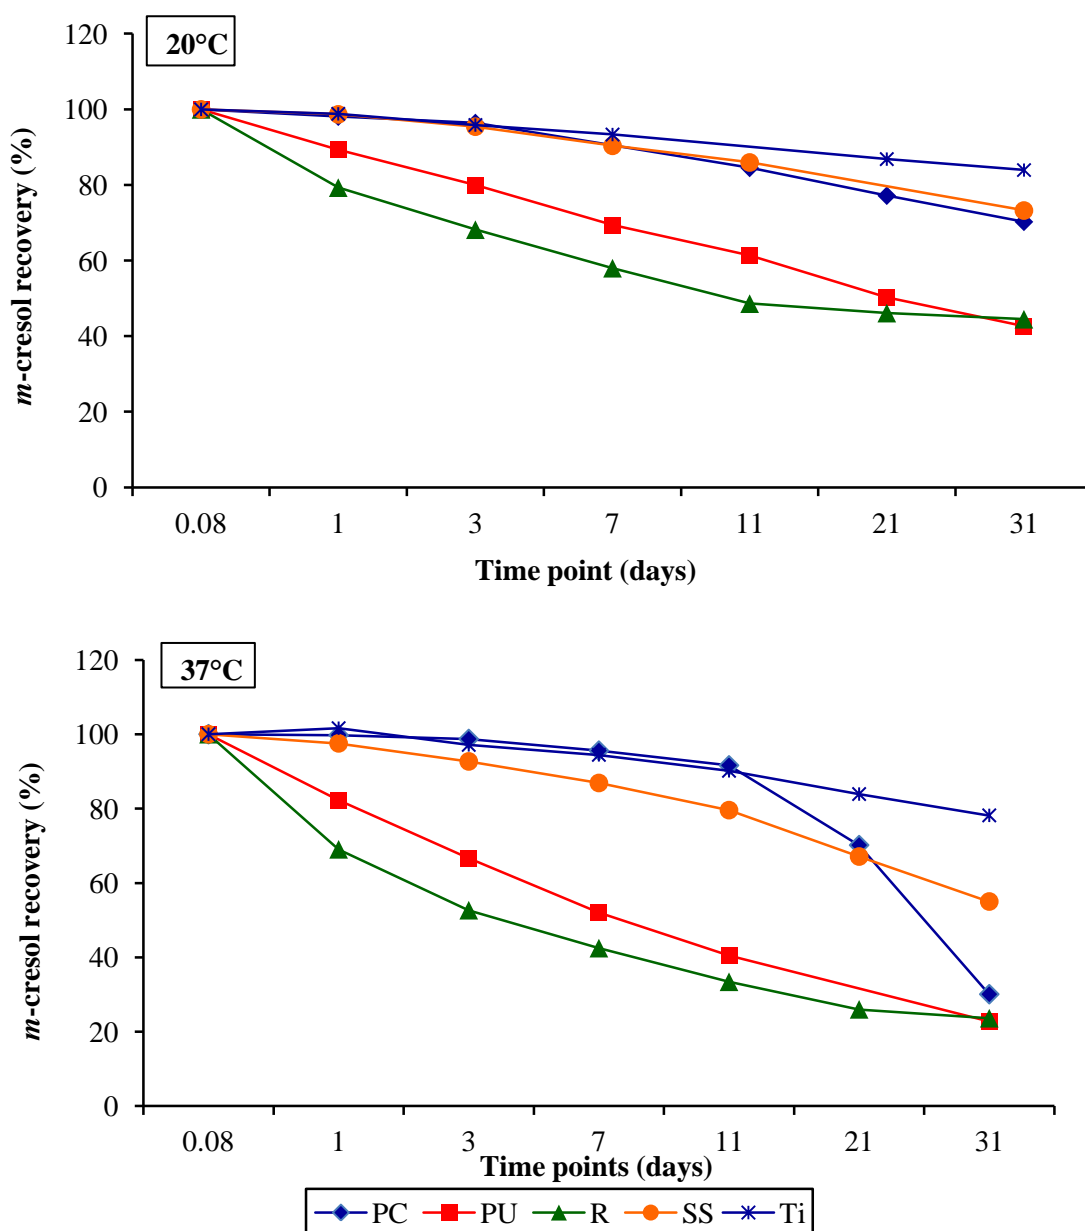 20°C
m-cresol recovery (%)
120
100
80
60
40
20
0
0.08 1 3 7 11 21 31
Time point (days)
37°C
m-cresol recovery (%)
120
100
80
60
40
20
0
0.08 1 3 7 11 21 31
Time points (days)
PC PU R SS Ti